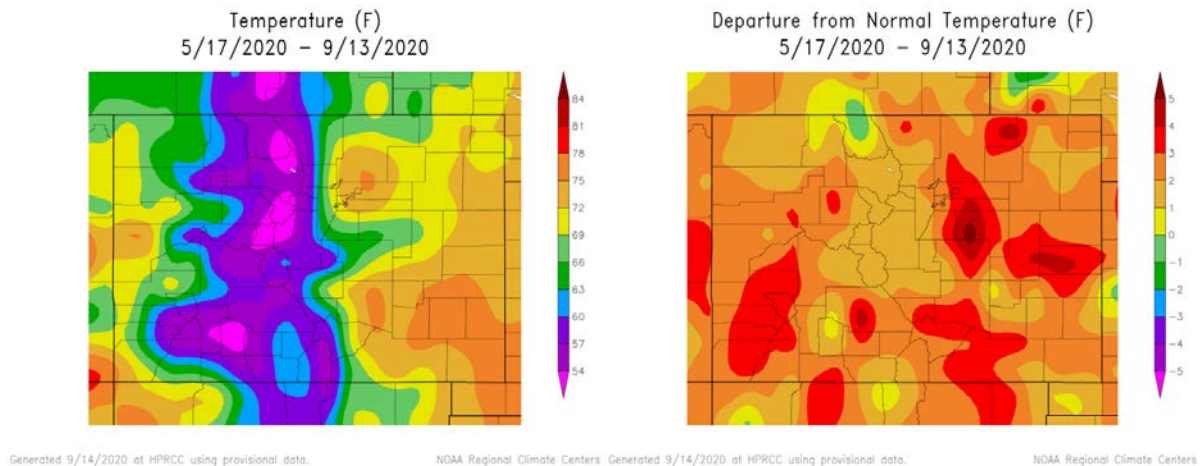 Temperature (F)
5/17/2020 – 9/13/2020
84
81
78
75
72
69
66
63
60
57
54
Generated 9/14/2020 at HPRCC using provisional data.
NOAA Regional Climate Centers
Departure from Normal Temperature (F)
5/17/2020 – 9/13/2020
5
4
3
2
1
0
-1
-2
-3
-4
-5
Generated 9/14/2020 at HPRCC using provisional data.
NOAA Regional Climate Centers